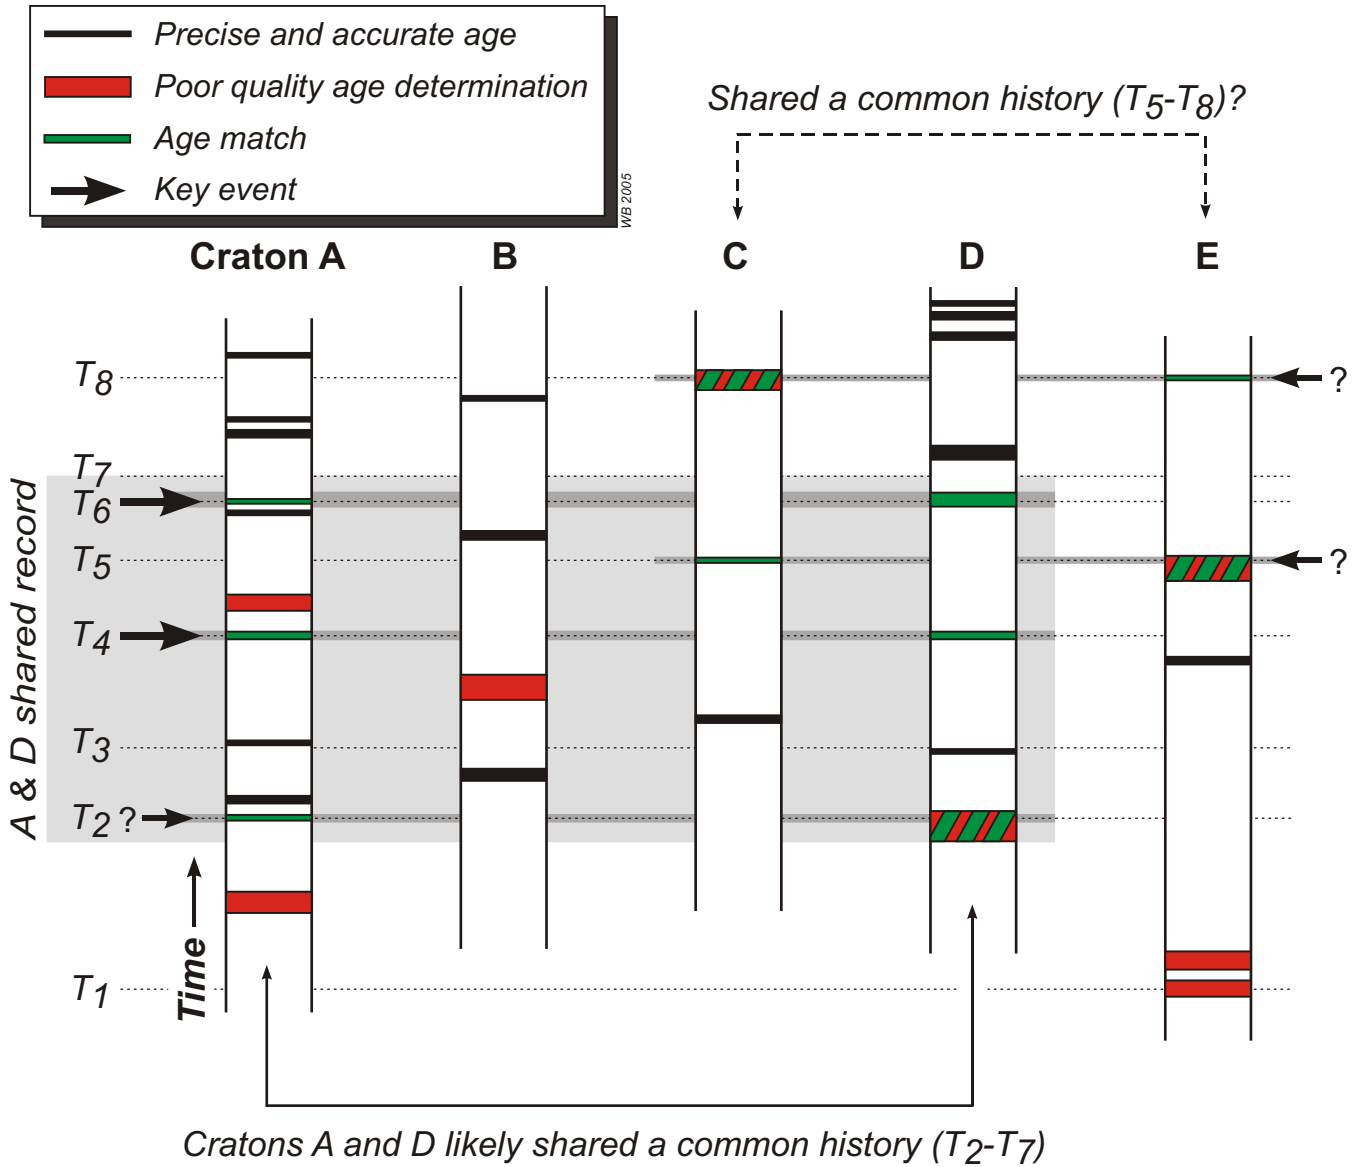 Precise and accurate age
Poor quality age determination
Age match
Key event
WB 2005
Shared a common history (T5-T8)?
Craton A
B
C
D
E
T8
?
T7
T6
T5
?
T4
T3
T2 ?
T1
A & D shared record
Time
Cratons A and D likely shared a common history (T2-T7)